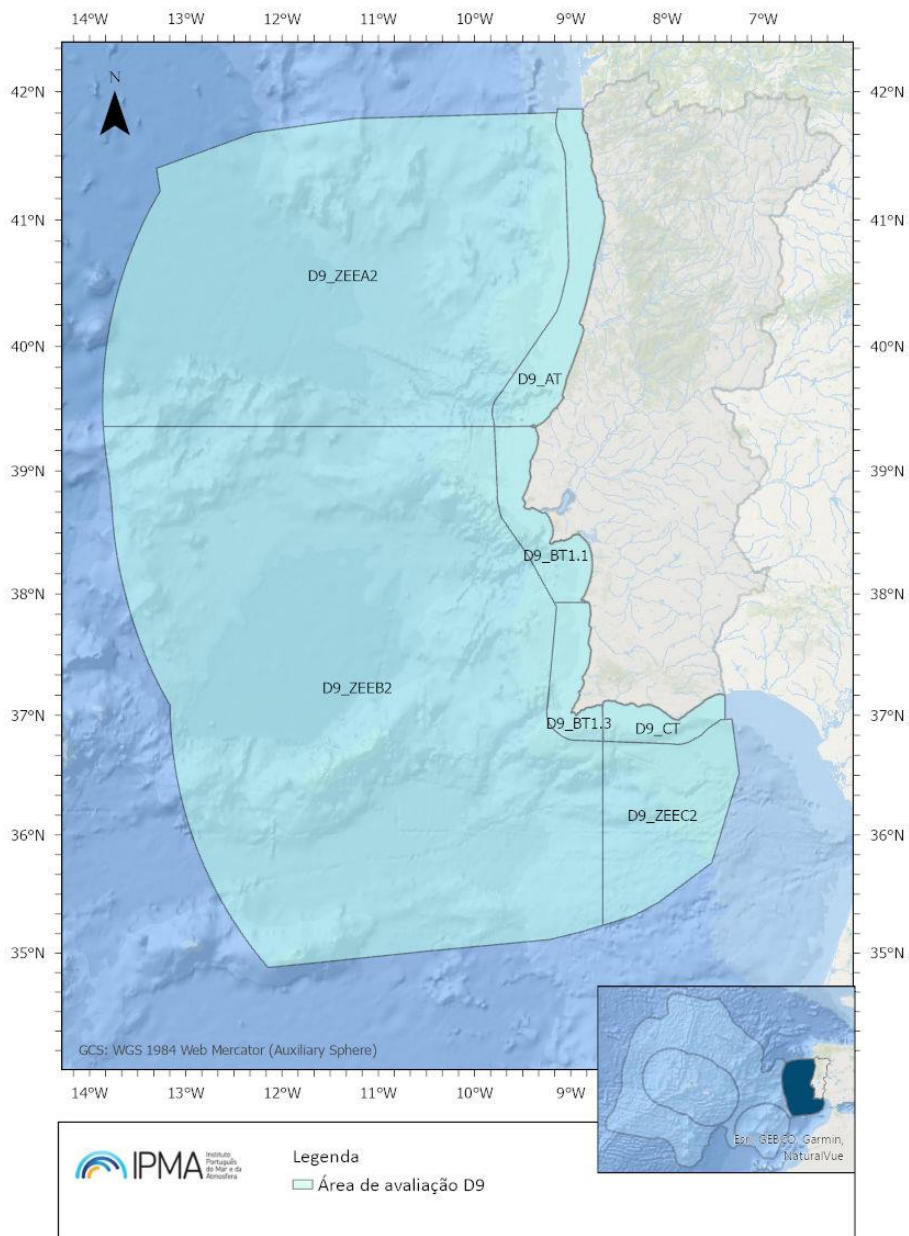 14°W 13°W 12°W 11°W 10°W 9°W 8°W 7°W
N
42°N 42°N
41°N 41°N
D9_ZEEA2
40°N 40°N
D9_AT
39°N 39°N
D9_BT1.1
38°N 38°N
D9_ZEEB2
37°N 37°N
D9_BT1.3
D9_CT
D9_ZEEC2
36°N 36°N
35°N 35°N
GCS: WGS 1984 Web Mercator (Auxiliary Sphere)
14°W 13°W 12°W 11°W 10°W 9°W
Esri, GEBCO, Garmin,
NaturalVue
IPMA
Instituto
Português
do Mar e da
Atmosfera
Legenda
Área de avaliação D9